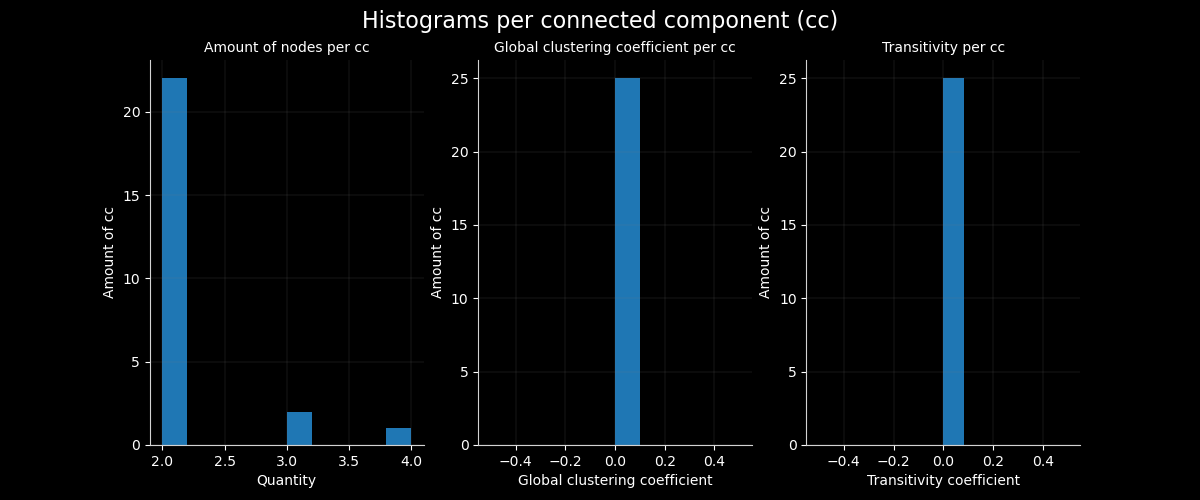 Histograms per connected component (cc)
Amount of nodes per cc
Amount of cc
20
15
10
5
0
2.0 2.5 3.0 3.5 4.0
Quantity
Global clustering coefficient per cc
Amount of cc
25
20
15
10
5
0
−0.4 −0.2 0.0 0.2 0.4
Global clustering coefficient
Transitivity per cc
Amount of cc
25
20
15
10
5
0
−0.4 −0.2 0.0 0.2 0.4
Transitivity coefficient